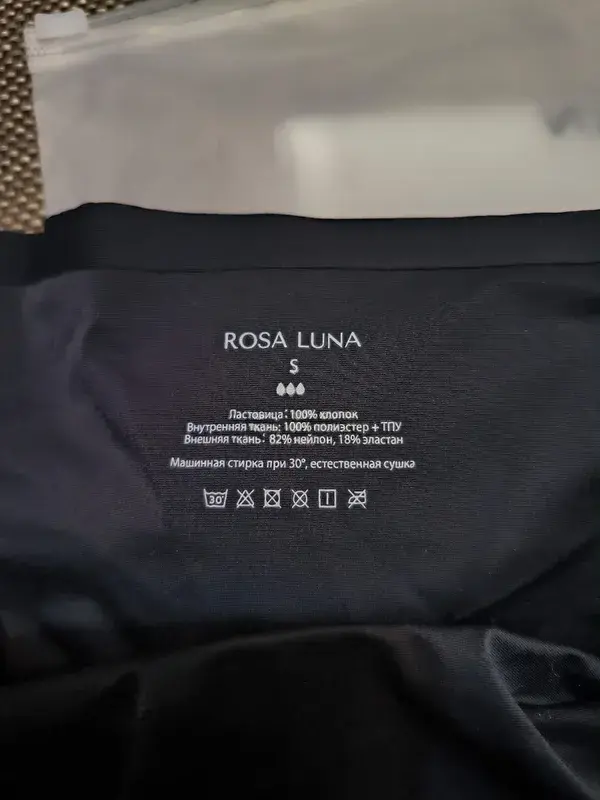 ROSA LUNA
S
Ластовица: 100% хлопок
Внутренняя ткань: 100% полиэстер + ТПУ
Внешняя ткань: 82% нейлон, 18% эластан
Машинная стирка при 30°, естественная сушка
30°